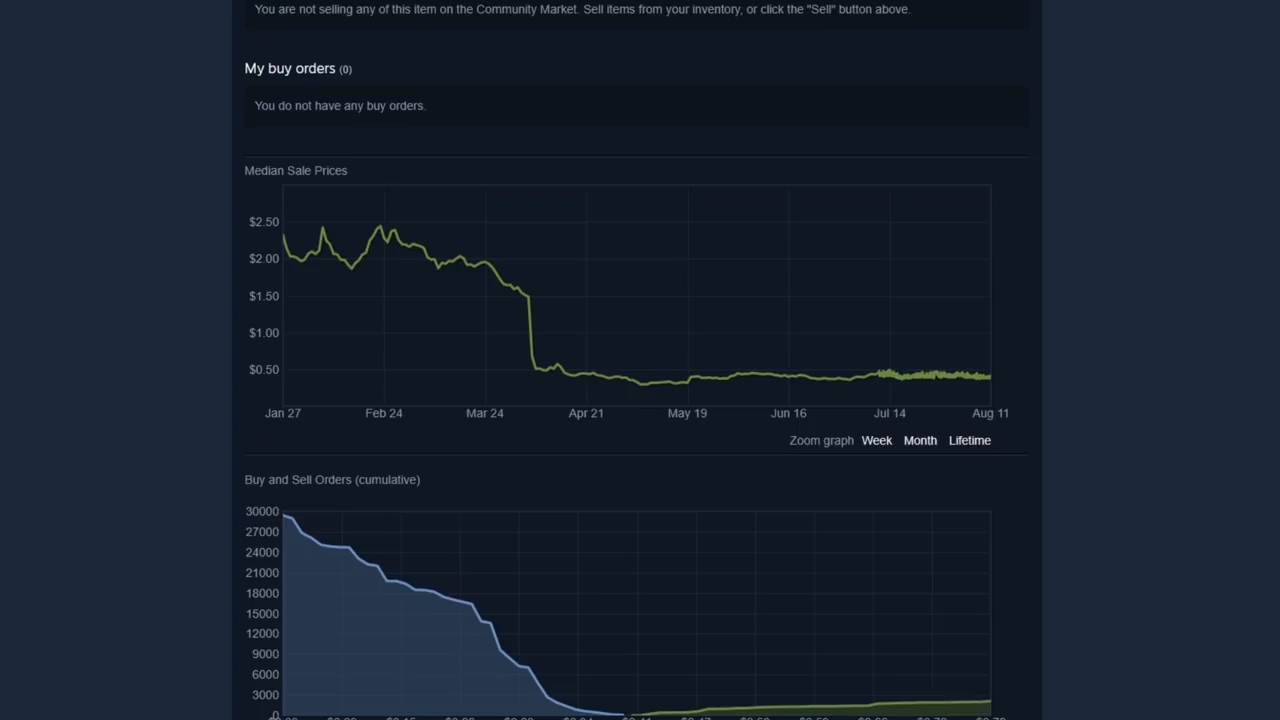 You are not selling any of this item on the Community Market. Sell items from your inventory, or click the "Sell" button above.
My buy orders (0)
You do not have any buy orders.
Median Sale Prices
$2.50
$2.00
$1.50
$1.00
$0.50
Jan 27 Feb 24 Mar 24 Apr 21 May 19 Jun 16 Jul 14 Aug 11
Zoom graph Week Month Lifetime
Buy and Sell Orders (cumulative)
30000
27000
24000
21000
18000
15000
12000
9000
6000
3000